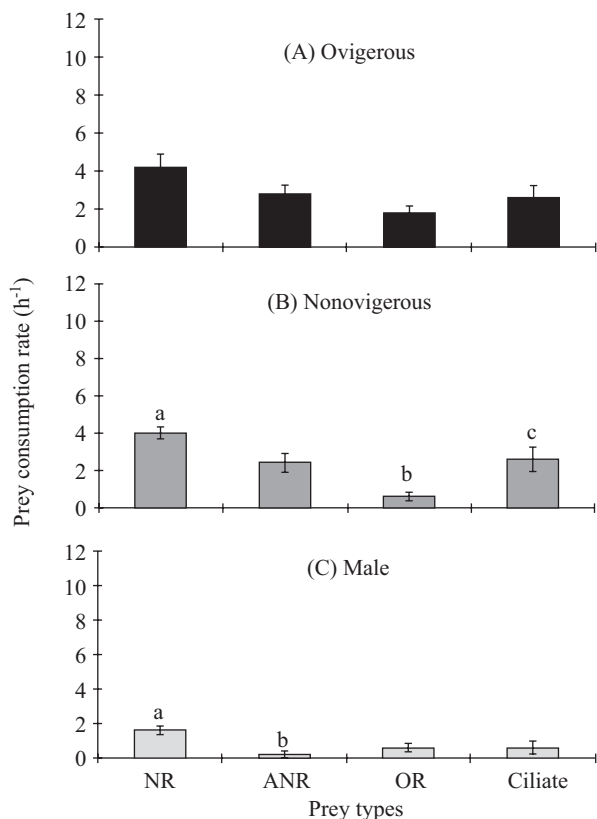 12
(A) Ovigerous
10
8
6
4
2
0
Prey consumption rate (h-1)
12
(B) Nonovigerous
10
8
6
a
c
4
2
b
0
12
(C) Male
10
8
6
4
a
2
b
0
NR ANR OR Ciliate
Prey types